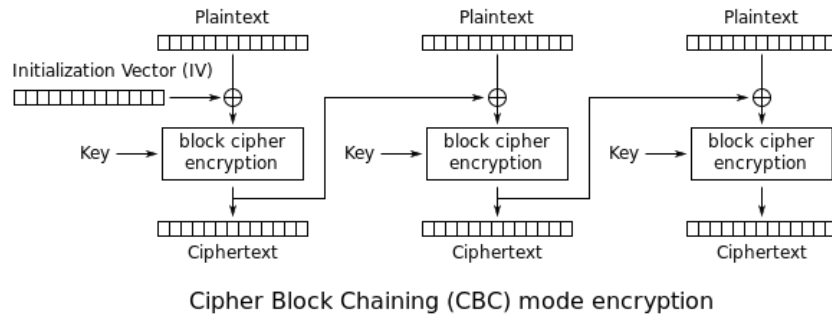 Plaintext Plaintext Plaintext
Initialization Vector (IV)
Key block cipher encryption Key block cipher encryption Key block cipher encryption
Ciphertext Ciphertext Ciphertext
Cipher Block Chaining (CBC) mode encryption